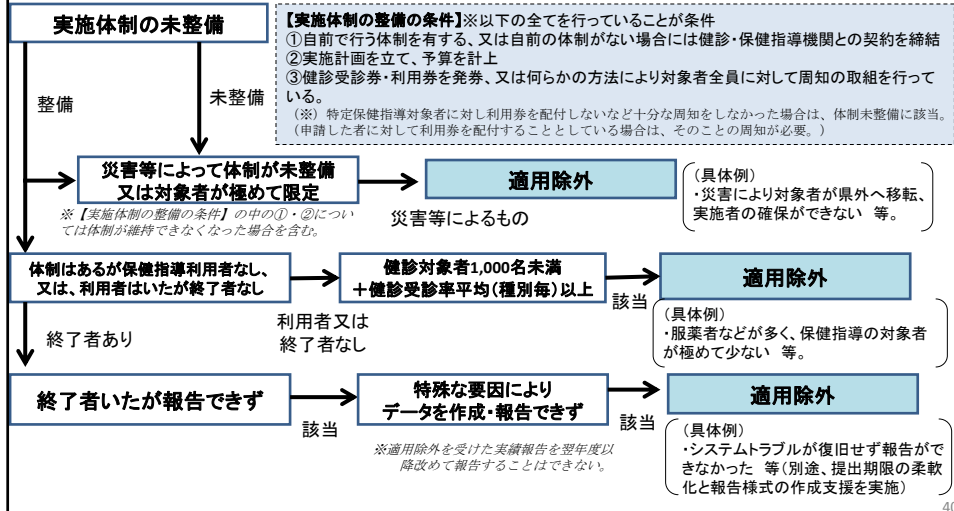 実施体制の未整備
【実施体制の整備の条件】※以下の全てを行っていることが条件
①自前で行う体制を有する、又は自前の体制がない場合には健診・保健指導機関との契約を締結
②実施計画を立て、予算を計上
③健診受診券・利用券を発券、又は何らかの方法により対象者全員に対して周知の取組を行って
いる。
(※)特定保健指導対象者に対し利用券を配付しないなど十分な周知をしなかった場合は、体制未整備に該当。
(申請した者に対して利用券を配付することとしている場合は、そのことの周知が必要。)
整備
未整備
災害等によって体制が未整備
又は対象者が極めて限定
適用除外
(具体例)
・災害により対象者が県外へ移転、
実施者の確保ができない 等。
※【実施体制の整備の条件】の中の①・②につい
ては体制が維持できなくなった場合を含む。
災害等によるもの
体制はあるが保健指導利用者なし、
又は、利用者はいたが終了者なし
健診対象者1,000名未満
+健診受診率平均(種別毎)以上
適用除外
該当
利用者又は
終了者なし
終了者あり
(具体例)
・服薬者などが多く、保健指導の対象者
が極めて少ない 等。
終了者いたが報告できず
特殊な要因により
データを作成・報告できず
適用除外
該当
該当
※適用除外を受けた実績報告を翌年度以
降改めて報告することはできない。
(具体例)
・システムトラブルが復旧せず報告がで
きなかった 等(別途、提出期限の柔軟
化と報告様式の作成支援を実施)
40